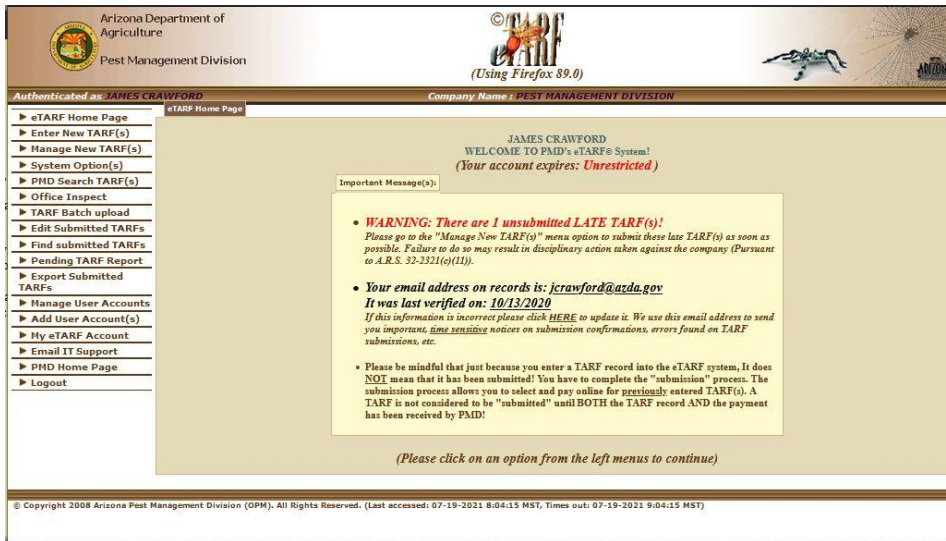 Arizona Department of
Agriculture
Pest Management Division
©
eTARF
(Using Firefox 89.0)
Authenticated as JAMES CRAWFORD
Company Name : PEST MANAGEMENT DIVISION
eTARF Home Page
Enter New TARF(s)
Manage New TARF(s)
System Option(s)
PMD Search TARF(s)
Office Inspect
TARF Batch upload
Edit Submitted TARFs
Find submitted TARFs
Pending TARF Report
Export Submitted
TARFs
Manage User Accounts
Add User Account(s)
My eTARF Account
Email IT Support
PMD Home Page
Logout
eTARF Home Page
JAMES CRAWFORD
WELCOME TO PMD's eTARF® System!
(Your account expires: Unrestricted )
Important Message(s):
WARNING: There are 1 unsubmitted LATE TARF(s)!
Please go to the "Manage New TARF(s)" menu option to submit these late TARF(s) as soon as
possible. Failure to do so may result in disciplinary action taken against the company (Pursuant
to A.R.S. 32-2321(c)(11)).
Your email address on records is: jcrawford@azda.gov
It was last verified on: 10/13/2020
If this information is incorrect please click HERE to update it. We use this email address to send
you important, time sensitive notices on submission confirmations, errors found on TARF
submissions, etc.
Please be mindful that just because you enter a TARF record into the eTARF system, It does
NOT mean that it has been submitted! You have to complete the "submission" process. The
submission process allows you to select and pay online for previously entered TARF(s). A
TARF is not considered to be "submitted" until BOTH the TARF record AND the payment
has been received by PMD!
(Please click on an option from the left menus to continue)
© Copyright 2008 Arizona Pest Management Division (OPM). All Rights Reserved. (Last accessed: 07-19-2021 8:04:15 MST, Times out: 07-19-2021 9:04:15 MST)